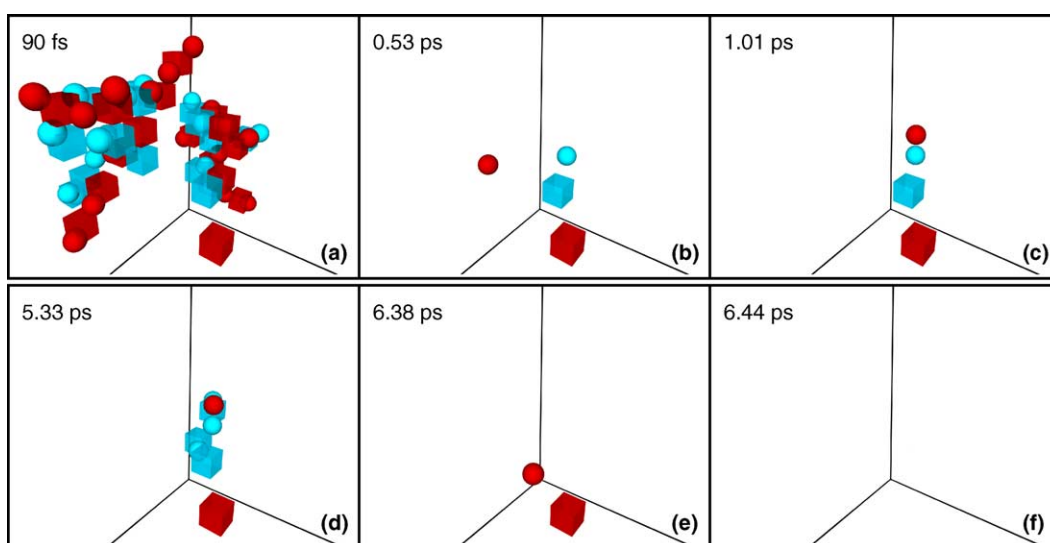 90 fs
(a)
0.53 ps
(b)
1.01 ps
(c)
5.33 ps
(d)
6.38 ps
(e)
6.44 ps
(f)